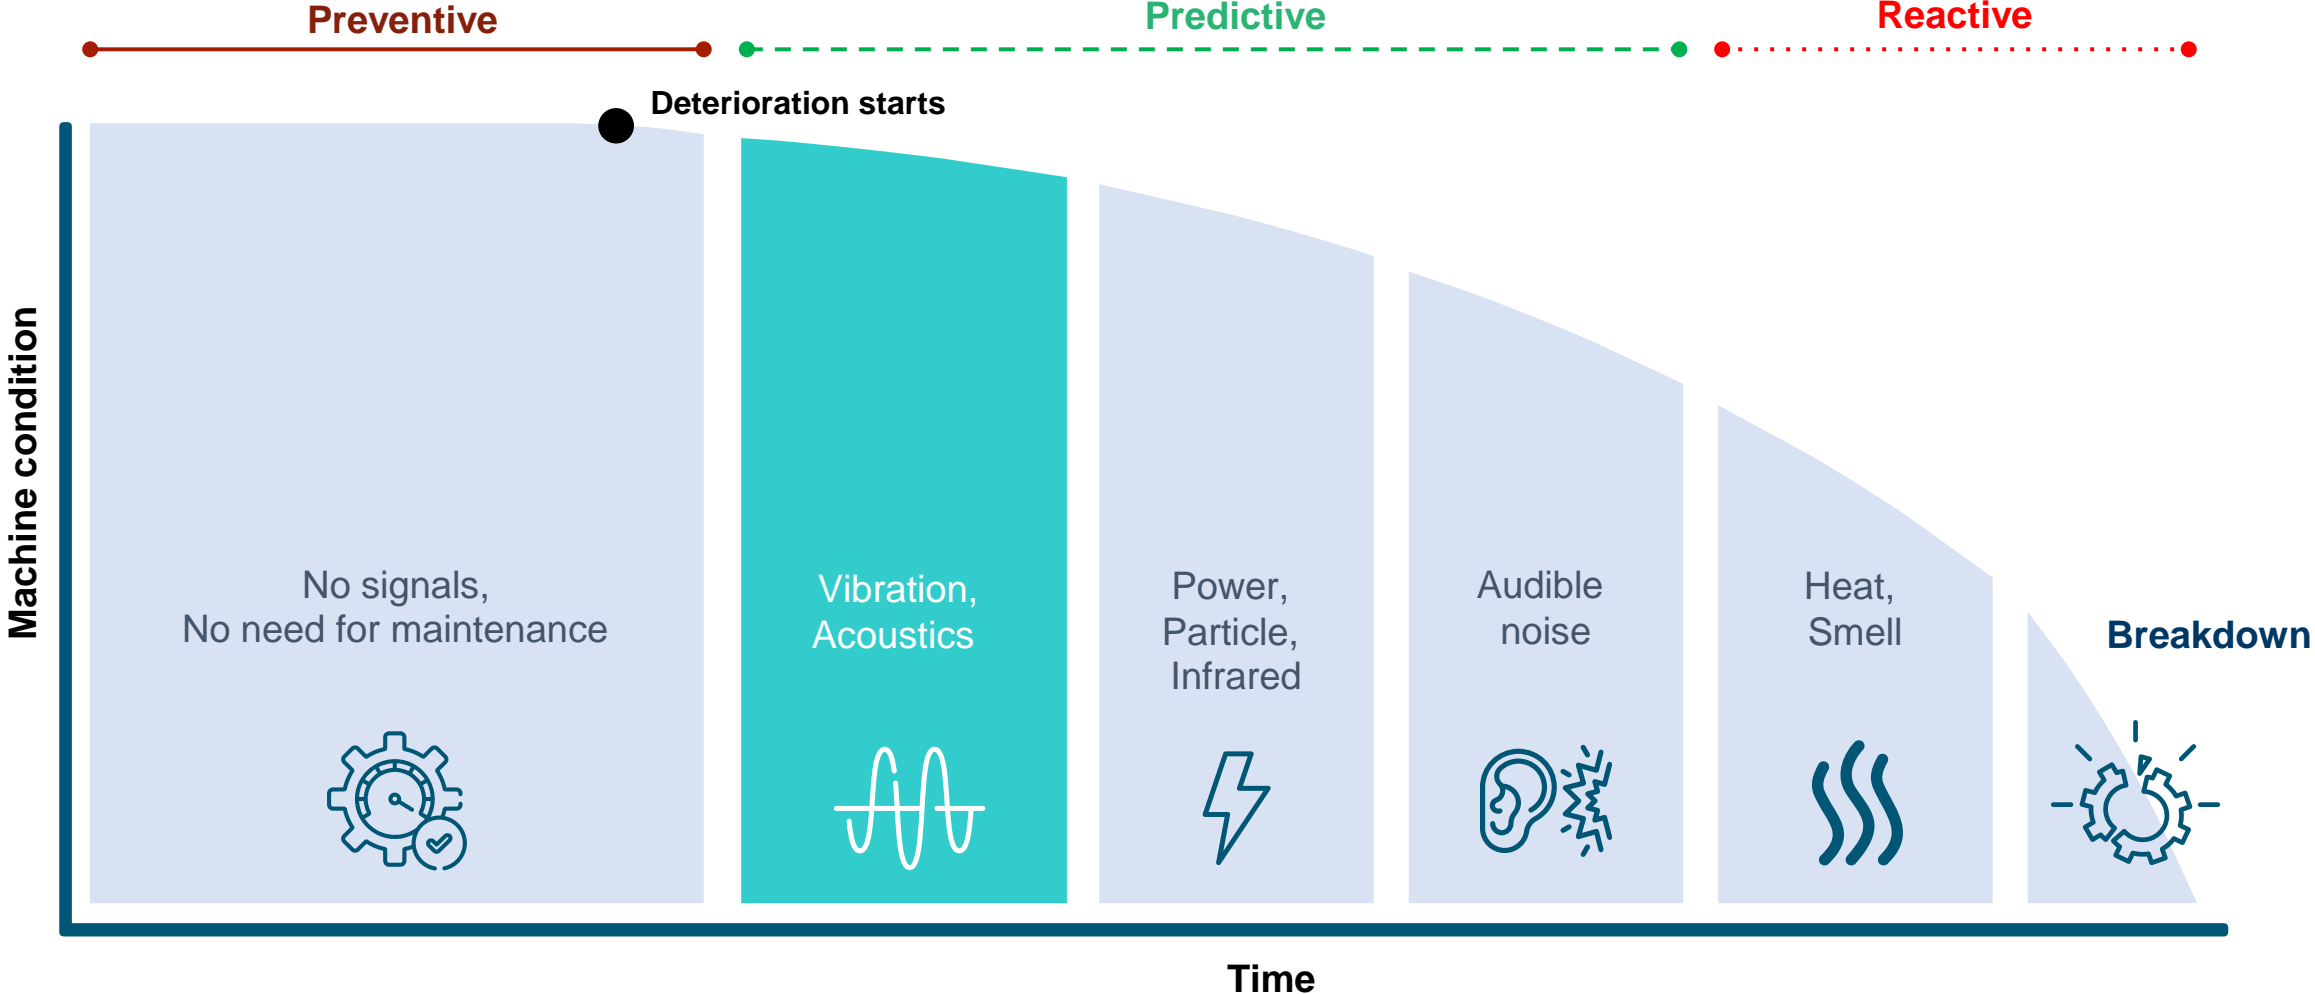 Preventive
Predictive
Reactive
Deterioration starts
Machine condition
No signals,
No need for maintenance
Vibration,
Acoustics
Power,
Particle,
Infrared
Audible
noise
Heat,
Smell
Breakdown
Time